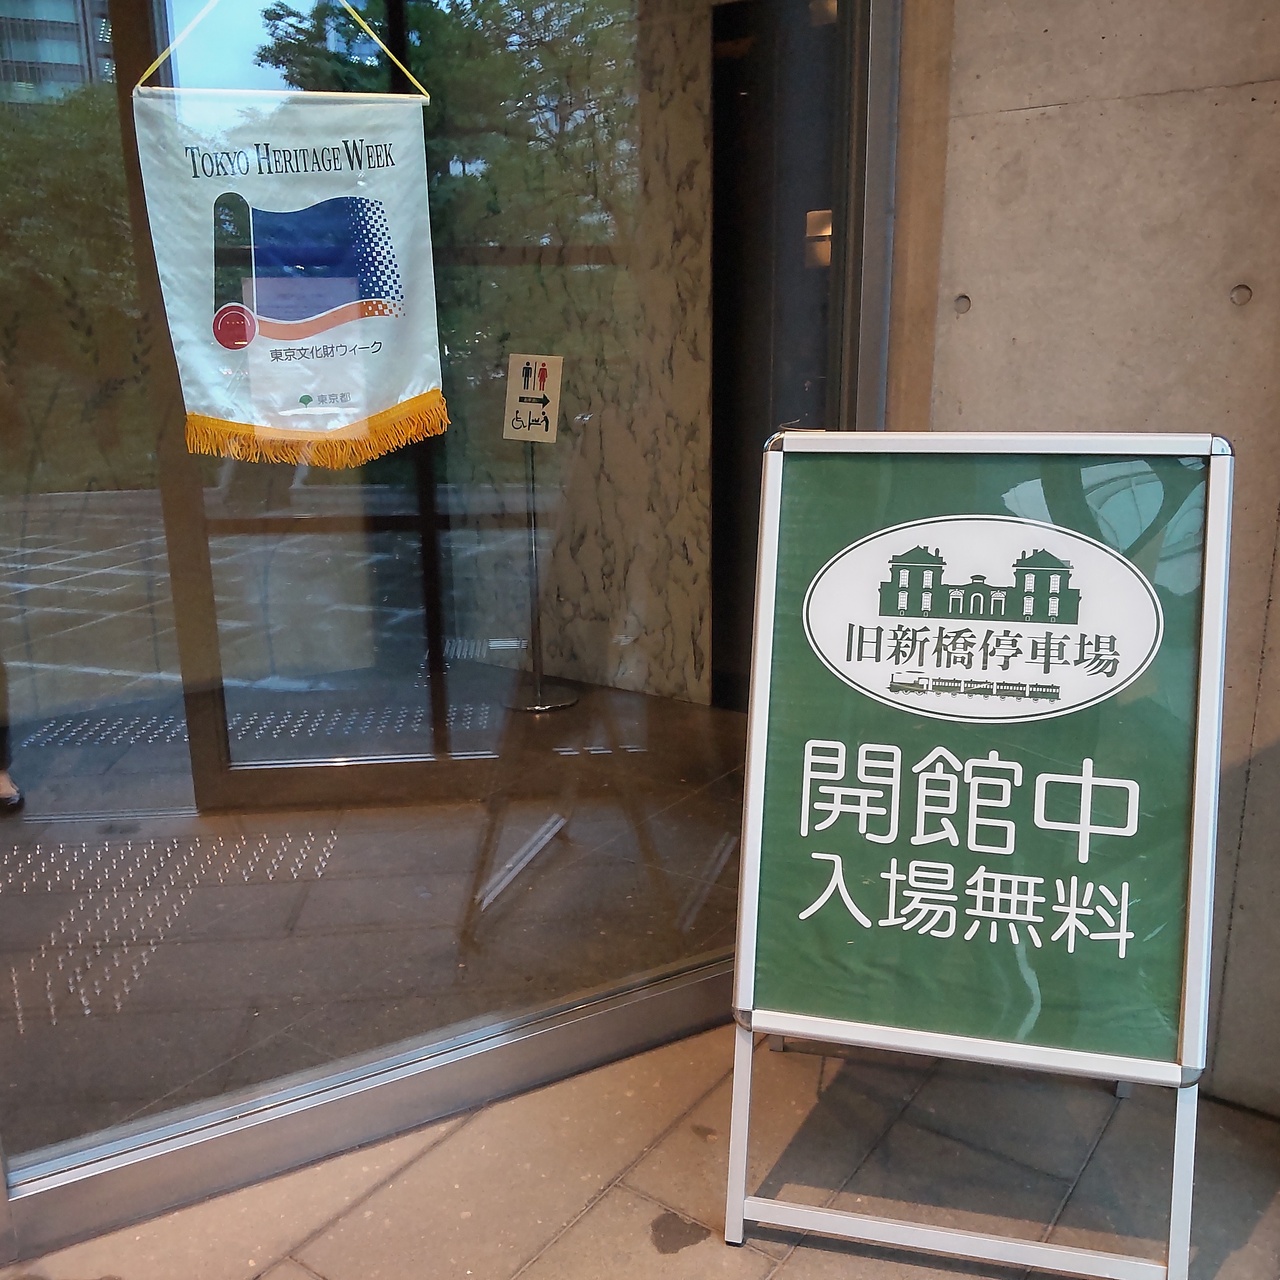 TOKYO HERITAGE WEEK
東京文化財ウィーク
東京都
旧新橋停車場
開館中
入場無料